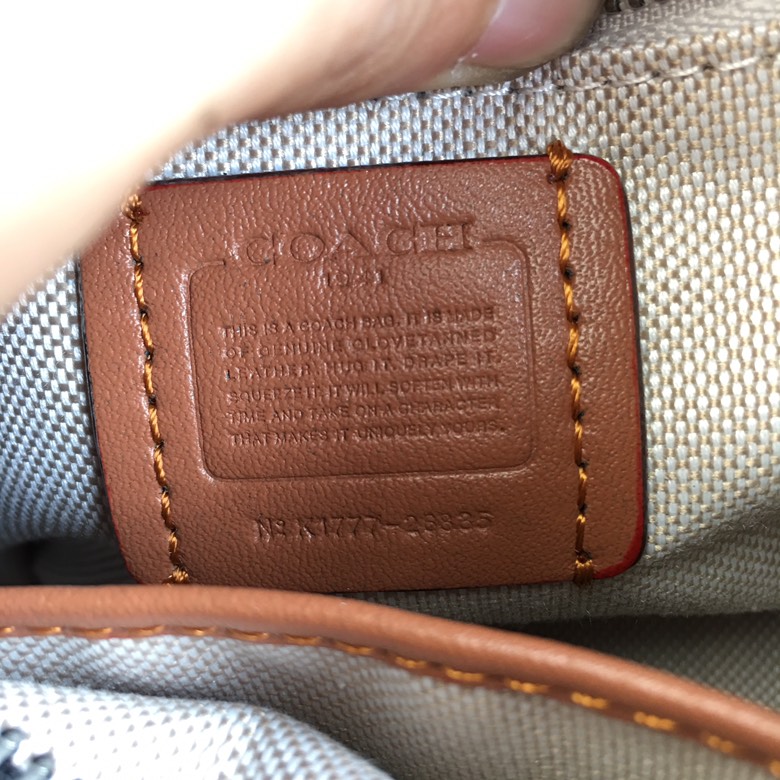 COACH
1941
THIS IS A COACH BAG. IT IS MADE
OF GENUINE GLOVETANNED
LEATHER. HUG IT. DRAPE IT.
SQUEEZE IT. IT WILL SOFTEN WITH
TIME AND TAKE ON A CHARACTER
THAT MAKES IT UNIQUELY YOURS.
Nº K1777-28825